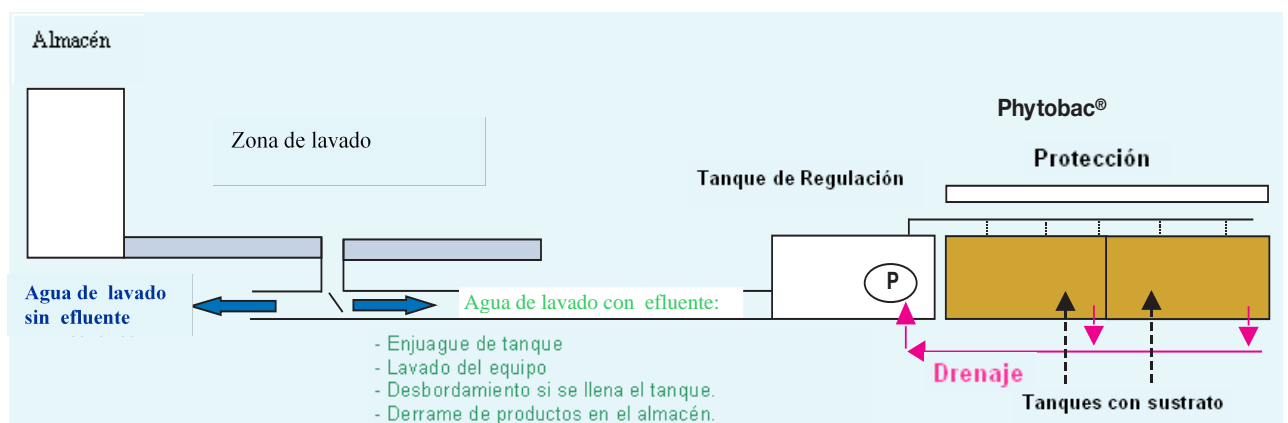 Almacén
Zona de lavado
Phytobac®
Protección
Tanque de Regulación
P
Agua de lavado
sin efluente
Agua de lavado con efluente:
- Enjuague de tanque
- Lavado del equipo
- Desbordamiento si se llena el tanque.
- Derrame de productos en el almacén.
Drenaje
Tanques con sustrato